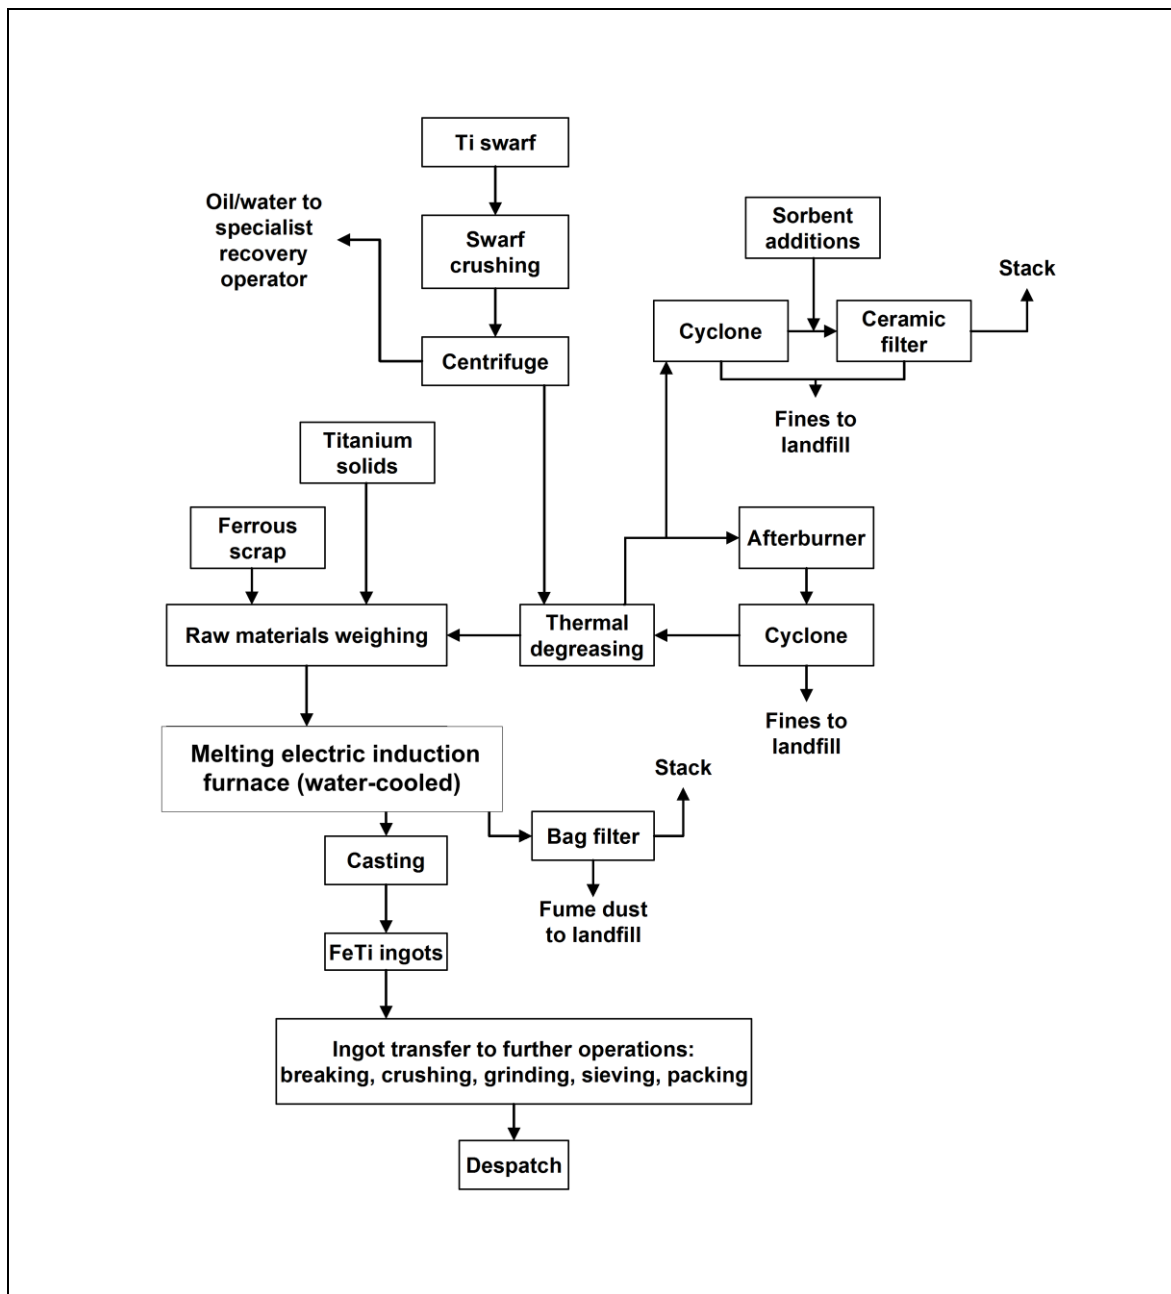 Ti swarf
Oil/water to
specialist
recovery
operator
Swarf
crushing
Sorbent
additions
Stack
Cyclone
Ceramic
filter
Centrifuge
Fines to
landfill
Titanium
solids
Ferrous
scrap
Afterburner
Raw materials weighing
Thermal
degreasing
Cyclone
Fines to
landfill
Melting electric induction
furnace (water-cooled)
Stack
Bag filter
Casting
Fume dust
to landfill
FeTi ingots
Ingot transfer to further operations:
breaking, crushing, grinding, sieving, packing
Despatch